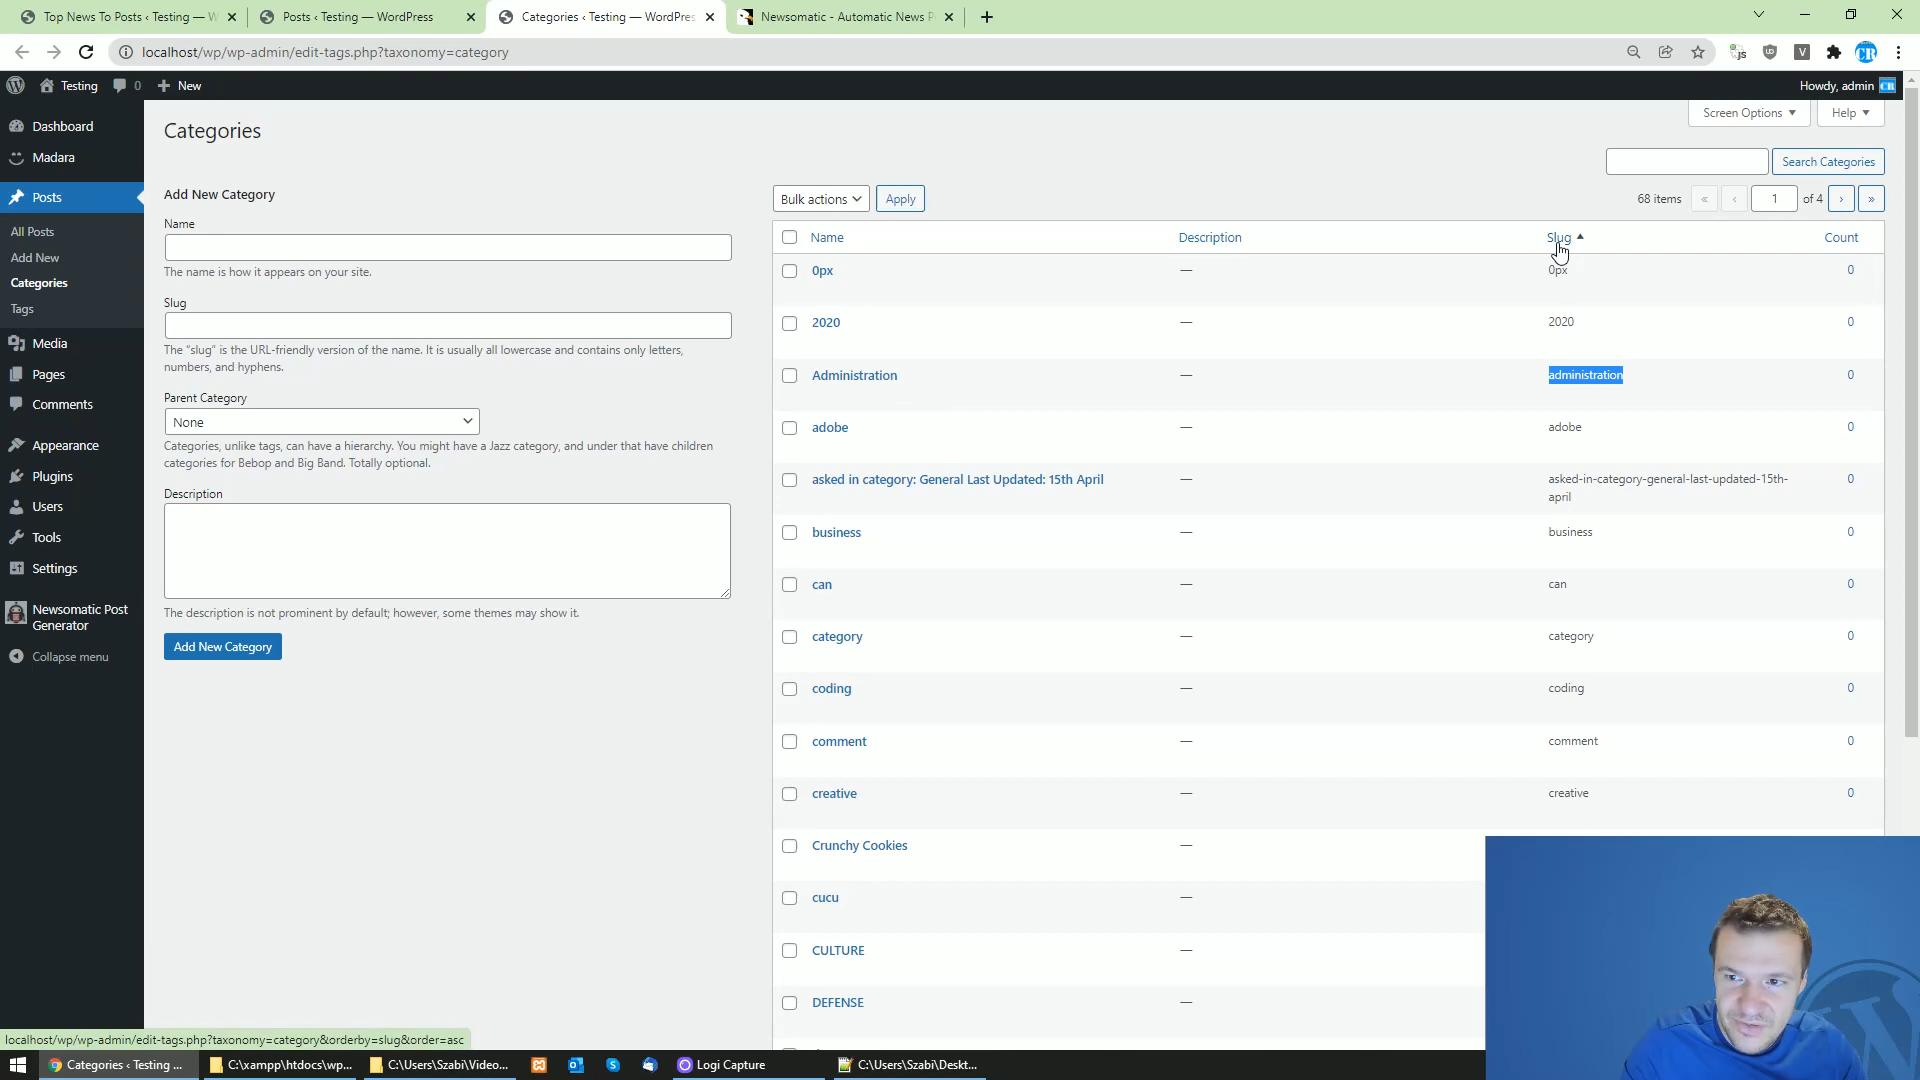 Top News To Posts ‹ Testing — W
Posts ‹ Testing — WordPress
Categories ‹ Testing — WordPres
Newsomatic - Automatic News P
localhost/wp/wp-admin/edit-tags.php?taxonomy=category
Testing
0
New
Howdy, admin
Dashboard
Madara
Posts
All Posts
Add New
Categories
Tags
Media
Pages
Comments
Appearance
Plugins
Users
Tools
Settings
Newsomatic Post
Generator
Collapse menu
Categories
Screen Options
Help
Search Categories
Add New Category
Name
The name is how it appears on your site.
Slug
The “slug” is the URL-friendly version of the name. It is usually all lowercase and contains only letters,
numbers, and hyphens.
Parent Category
None
Categories, unlike tags, can have a hierarchy. You might have a Jazz category, and under that have children
categories for Bebop and Big Band. Totally optional.
Description
The description is not prominent by default; however, some themes may show it.
Add New Category
Bulk actions
Apply
68 items « ‹ 1 of 4 › »
Name Description Slug Count
0px — 0px 0
2020 — 2020 0
Administration — administration 0
adobe — adobe 0
asked in category: General Last Updated: 15th April — asked-in-category-general-last-updated-15th- 0
april
business — business 0
can — can 0
category — category 0
coding — coding 0
comment — comment 0
creative — creative 0
Crunchy Cookies —
cucu —
CULTURE —
DEFENSE —
localhost/wp/wp-admin/edit-tags.php?taxonomy=category&orderby=slug&order=asc
Categories ‹ Testing ...
C:\xampp\htdocs\wp...
C:\Users\Szabi\Video...
Logi Capture
C:\Users\Szabi\Deskt...